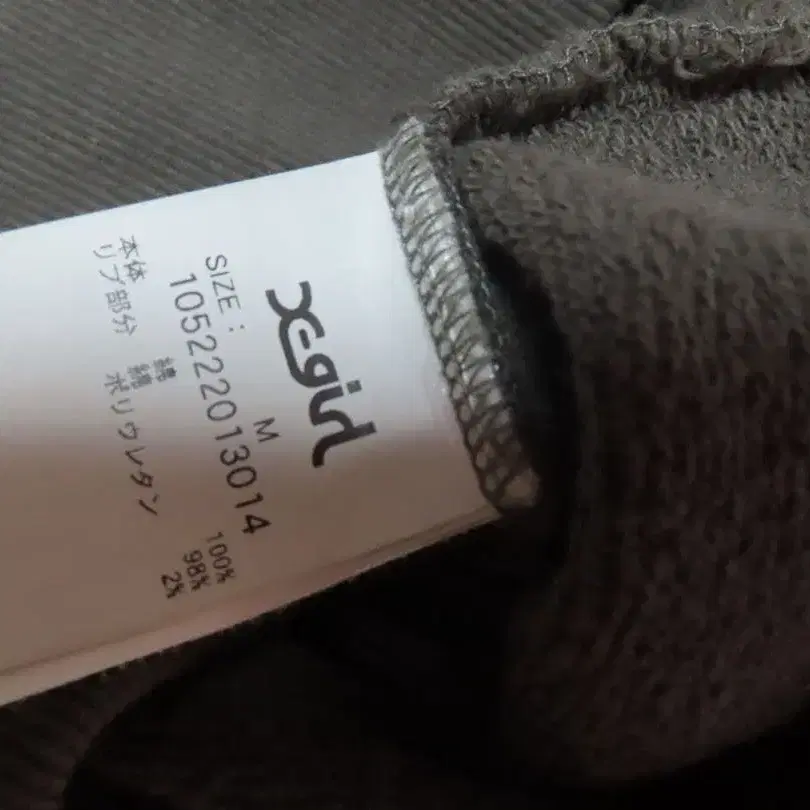 X-girl
SIZE: M
105222013014
本体 綿 100%
リブ部分 綿 98%
ポリウレタン 2%